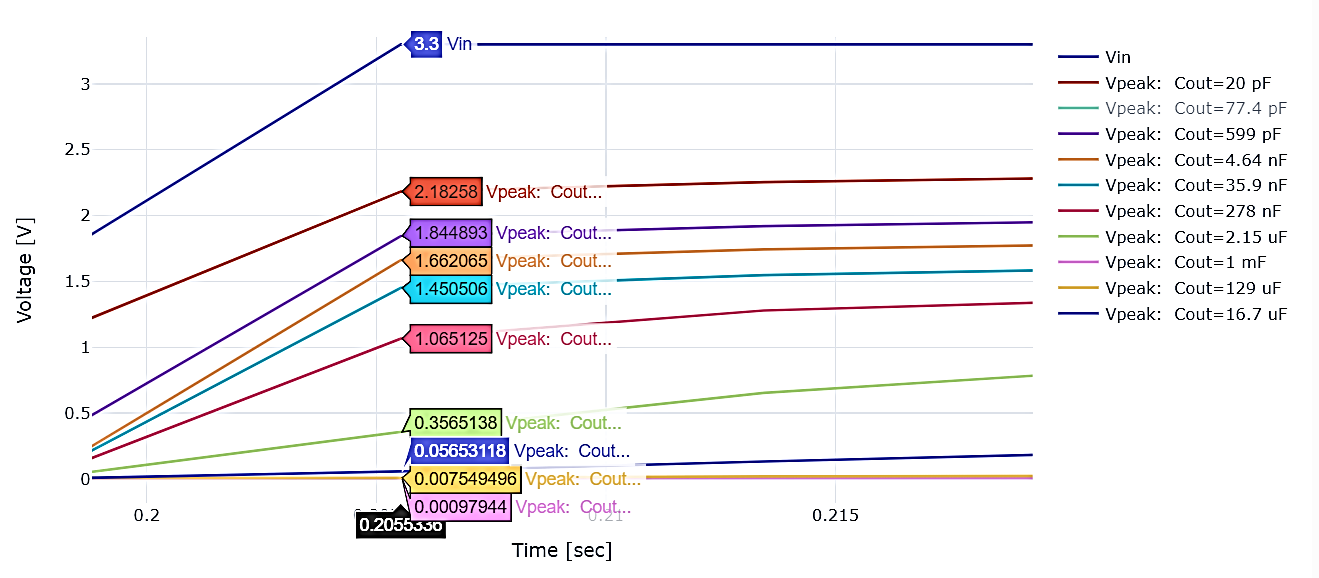 3.3 Vin
3
2.5
2.18258 Vpeak: Cout...
2
1.844893 Vpeak: Cout...
1.662065 Vpeak: Cout...
1.5
1.450506 Vpeak: Cout...
1.065125 Vpeak: Cout...
1
0.5
0.3565138 Vpeak: Cout...
0.05653118 Vpeak: Cout...
0
0.007549496 Vpeak: Cout...
0.00097944 Vpeak: Cout...
0.2
0.2055336
0.21
0.215
Time [sec]
Voltage [V]
Vin
Vpeak: Cout=20 pF
Vpeak: Cout=77.4 pF
Vpeak: Cout=599 pF
Vpeak: Cout=4.64 nF
Vpeak: Cout=35.9 nF
Vpeak: Cout=278 nF
Vpeak: Cout=2.15 uF
Vpeak: Cout=1 mF
Vpeak: Cout=129 uF
Vpeak: Cout=16.7 uF